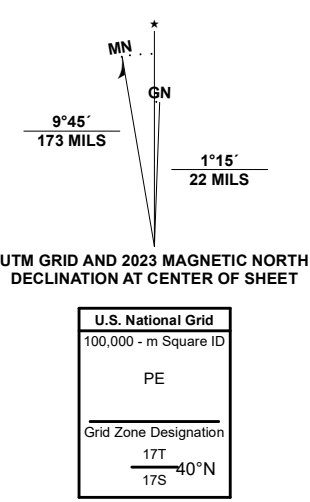 ★
MN
GN
9°45´
173 MILS
1°15´
22 MILS
UTM GRID AND 2023 MAGNETIC NORTH
DECLINATION AT CENTER OF SHEET
U.S. National Grid
100,000 - m Square ID
PE
Grid Zone Designation
17T
40°N
17S